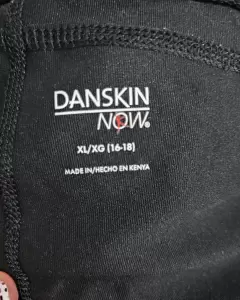 DANSKIN
NOW®
XL/XG (16-18)
MADE IN/HECHO EN KENYA